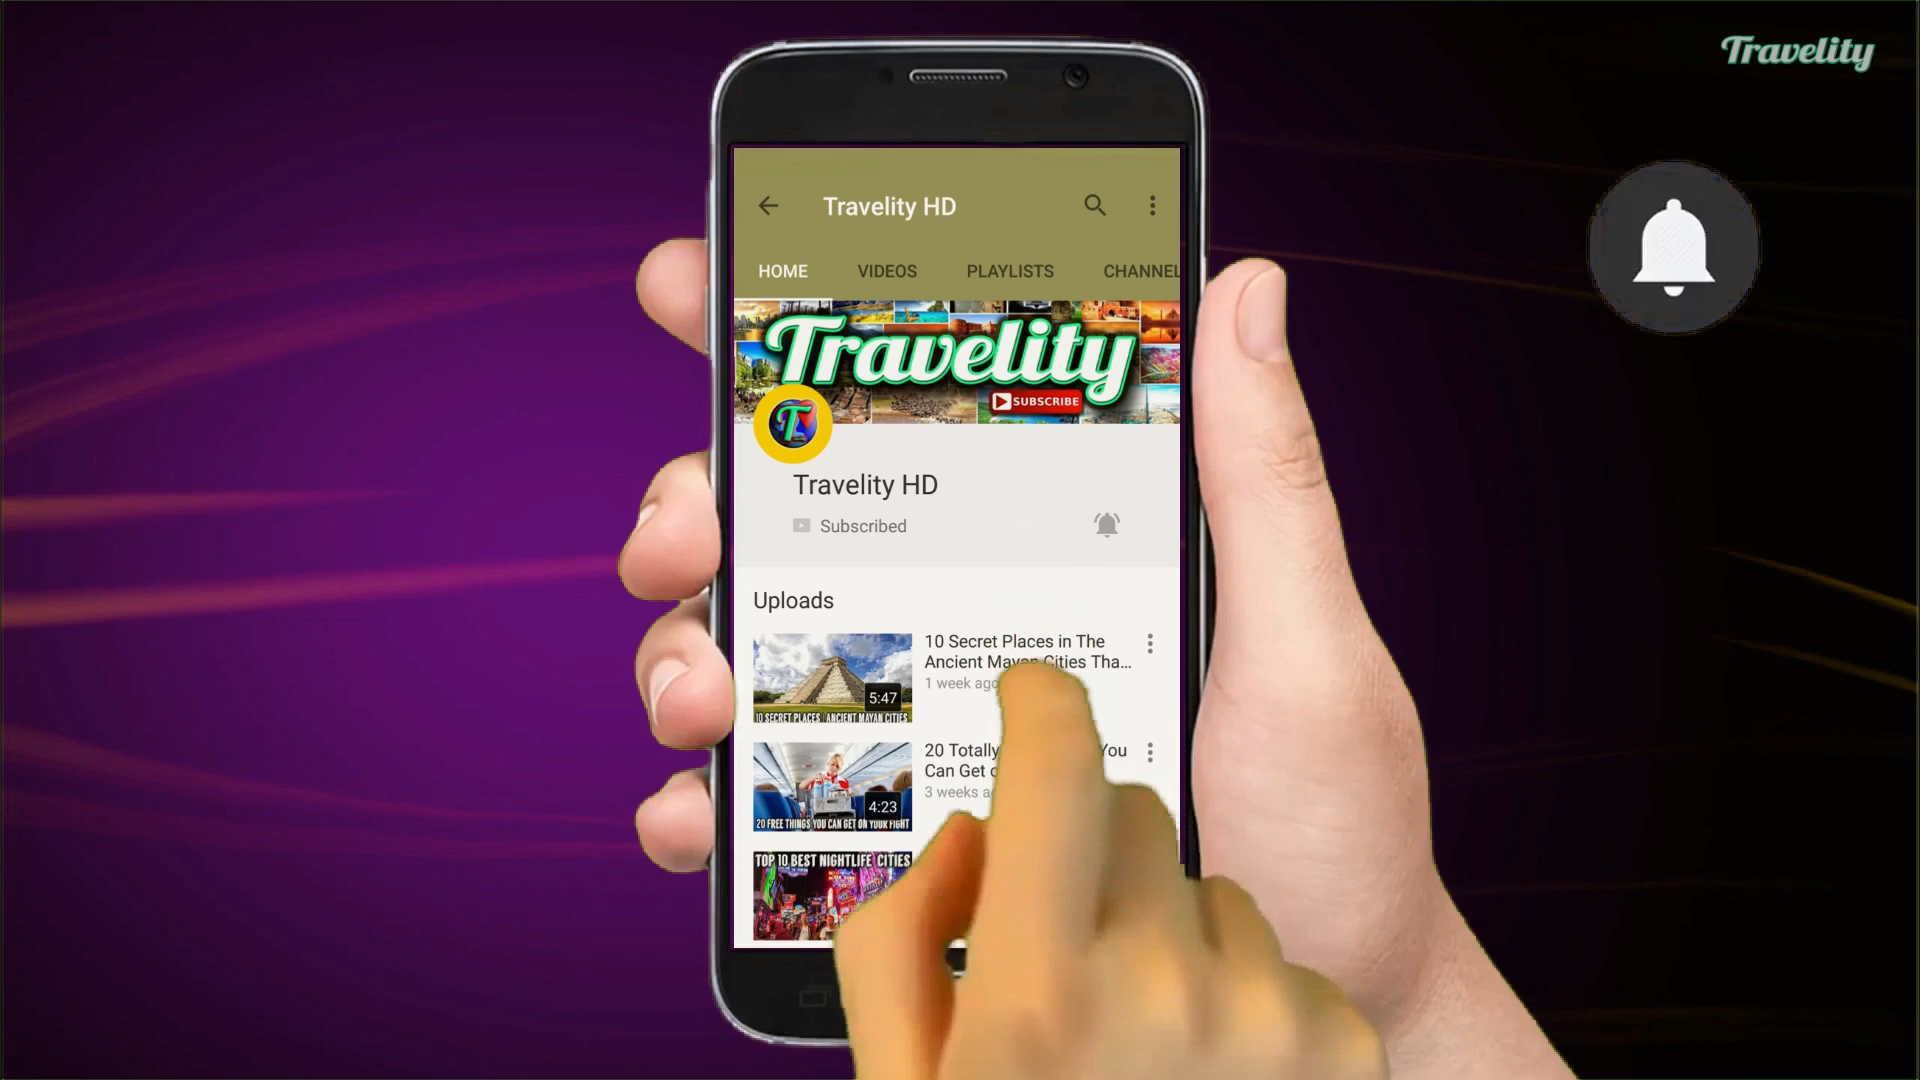 Travelity
Travelity HD
HOME VIDEOS PLAYLISTS CHANNEL
Travelity
SUBSCRIBE
T
Travelity HD
Subscribed
Uploads
10 Secret Places in The
Ancient Mayan Cities Tha...
1 week ago
5:47
10 SECRET PLACES ANCIENT MAYAN CITIES
20 Totally You
Can Get
3 weeks
4:23
20 FREE THINGS YOU CAN GET ON YOUR FIGHT
TOP 10 BEST NIGHTLIFE CITIES